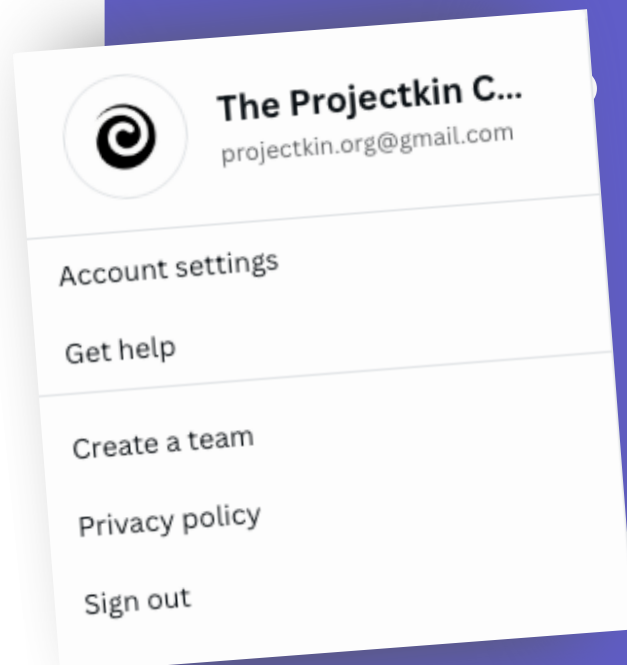 The Projectkin C...
projectkin.org@gmail.com
Account settings
Get help
Create a team
Privacy policy
Sign out